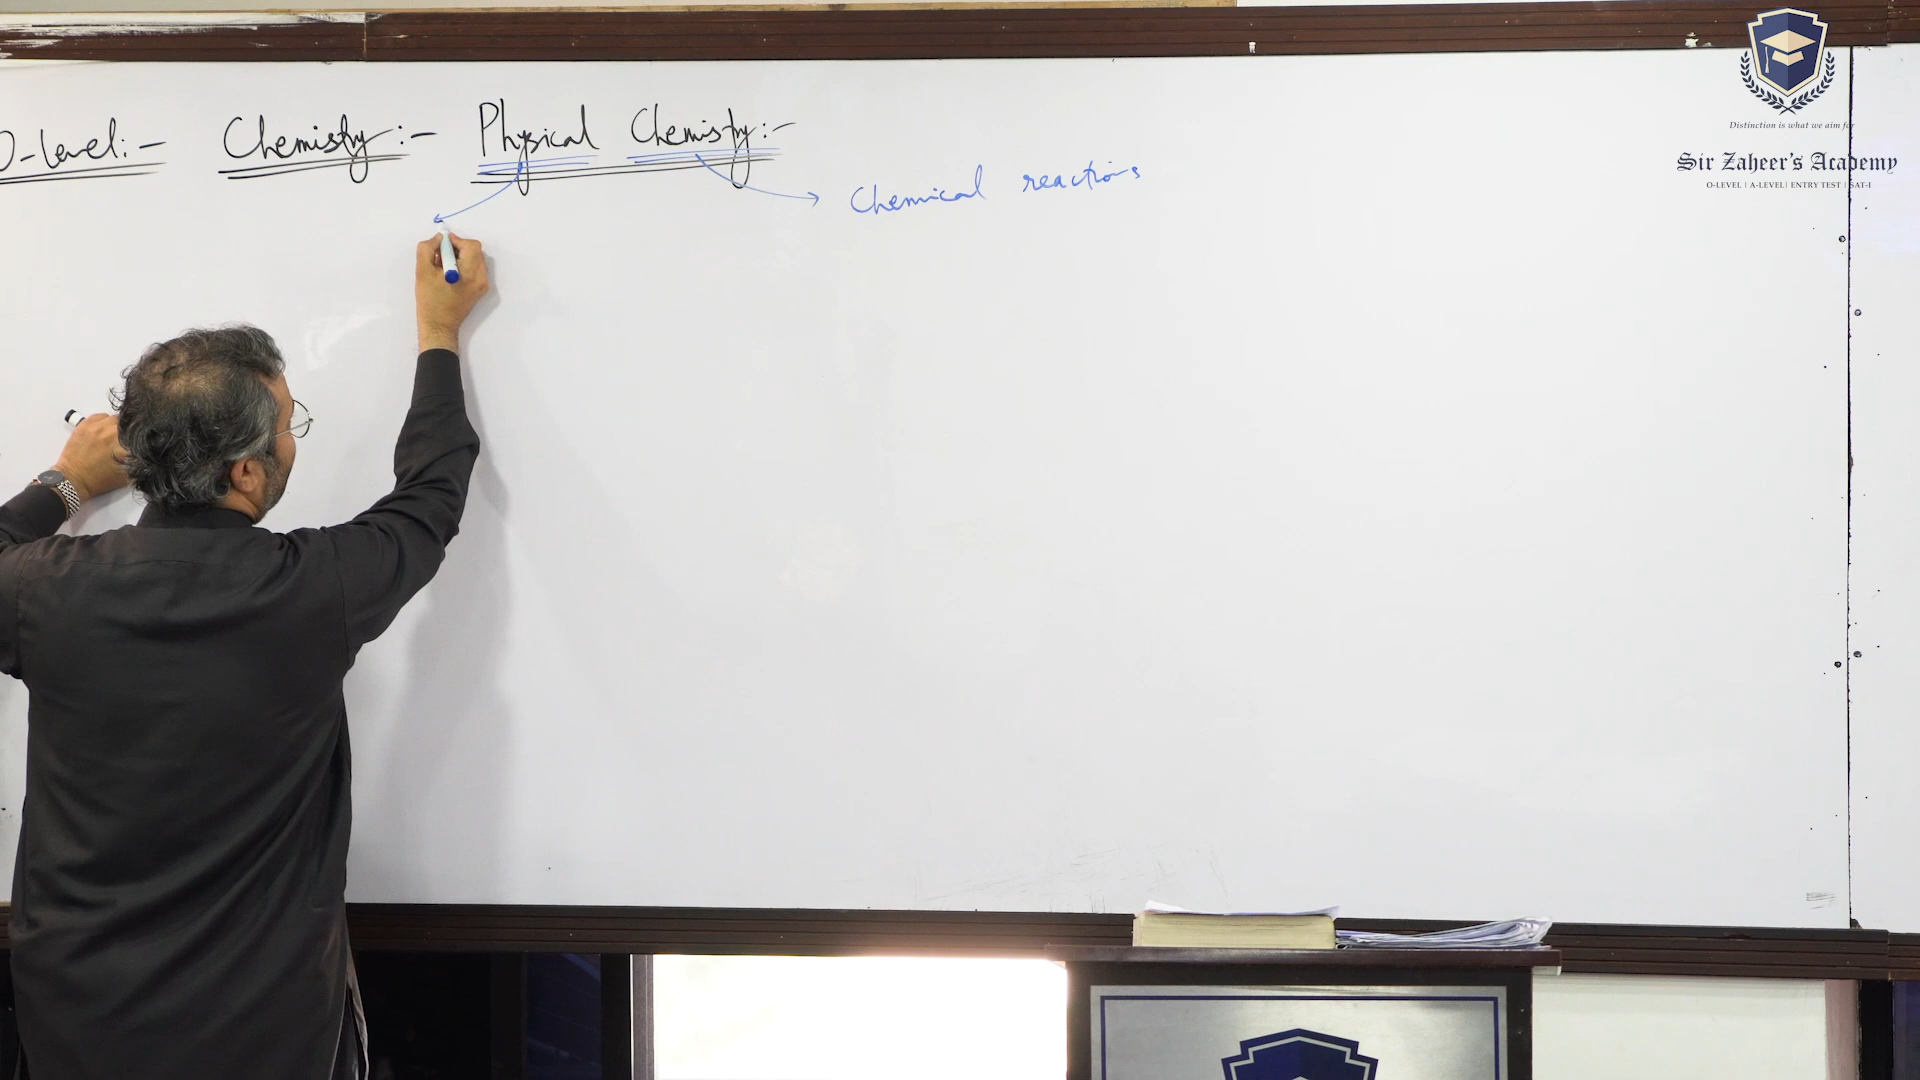 O-Level:- Chemistry:- Physical Chemistry:-
Chemical reactions
Distinction is what we aim for
Sir Zaheer's Academy
O-LEVEL | A-LEVEL | ENTRY TEST | SAT-I